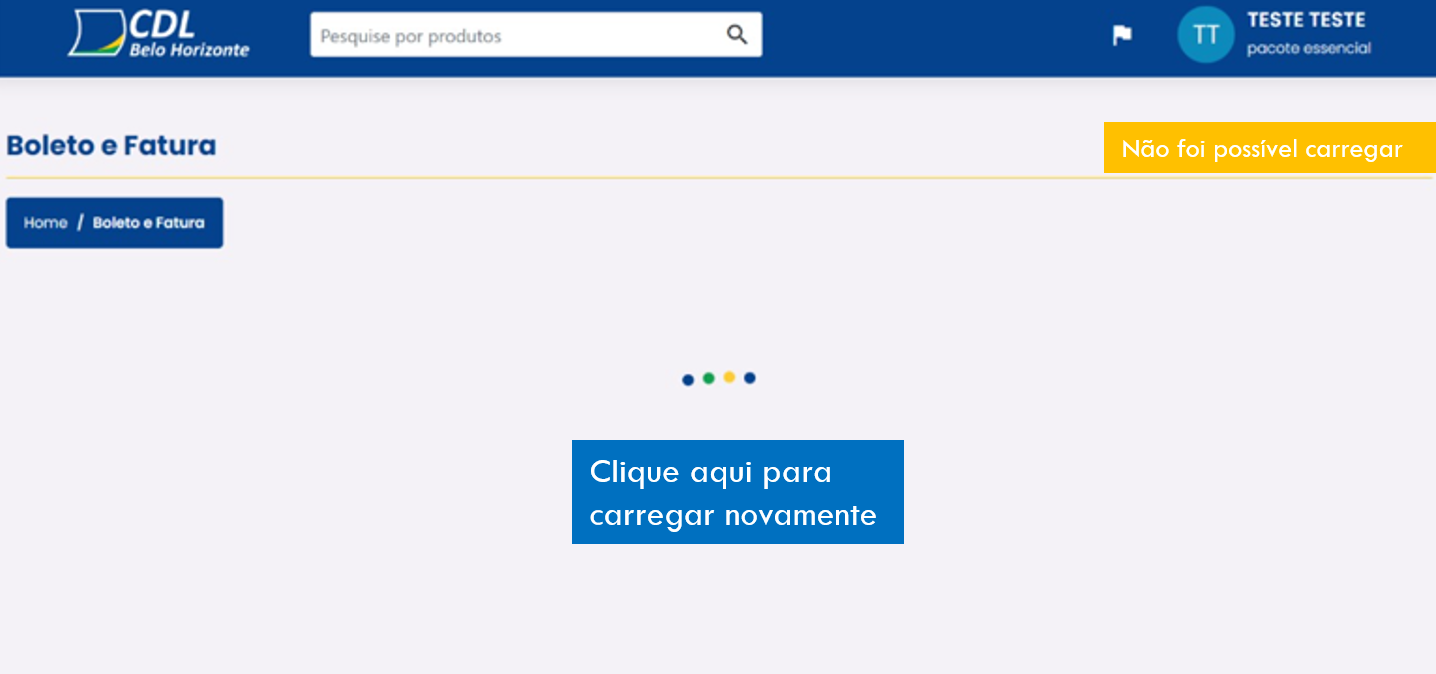 CDL
Belo Horizonte
Pesquise por produtos
TT
TESTE TESTE
pacote essencial
Boleto e Fatura
Não foi possível carregar
Home / Boleto e Fatura
Clique aqui para
carregar novamente